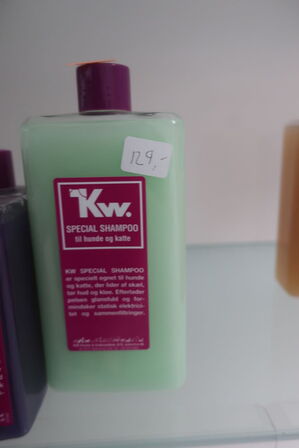 129,-
Kw.
SPECIAL SHAMPOO
til hunde og katte
KW SPECIAL SHAMPOO
er specielt egnet til hunde
og katte, der lider af skæl,
tør hud og kløe. Efterlader
pelsen glansfuld og for-
mindsker statisk elektrici-
tet og sammenfiltringer.